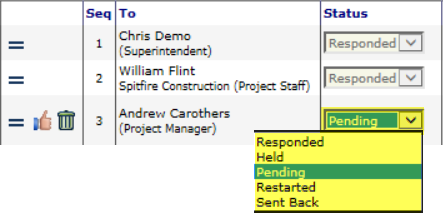 Seq To Status
1 Chris Demo
(Superintendent) Responded
2 William Flint
Spitfire Construction (Project Staff) Responded
3 Andrew Carothers
(Project Manager) Pending
Responded
Held
Pending
Restarted
Sent Back